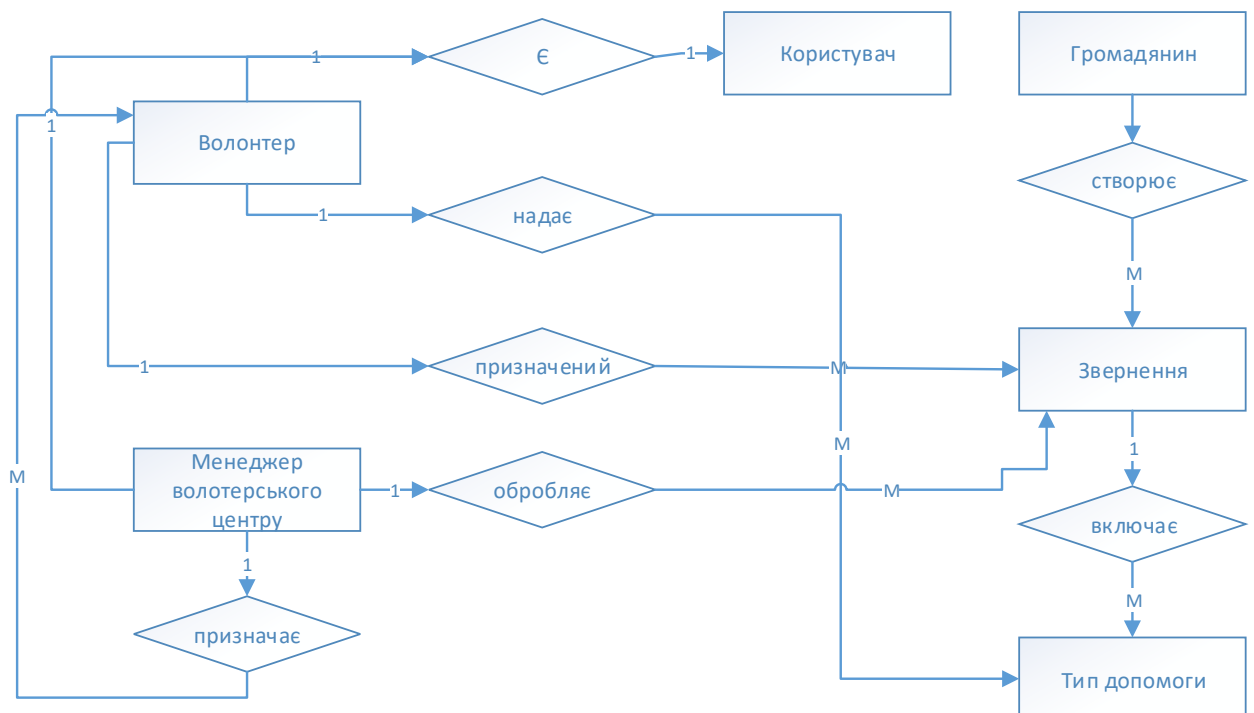 Є
1
1
Користувач
Громадянин
1
Волонтер
створює
1
надає
М
1
призначений
М
Звернення
М
М
1
Менеджер
волотерського
центру
1
обробляє
М
включає
1
М
призначає
Тип допомоги